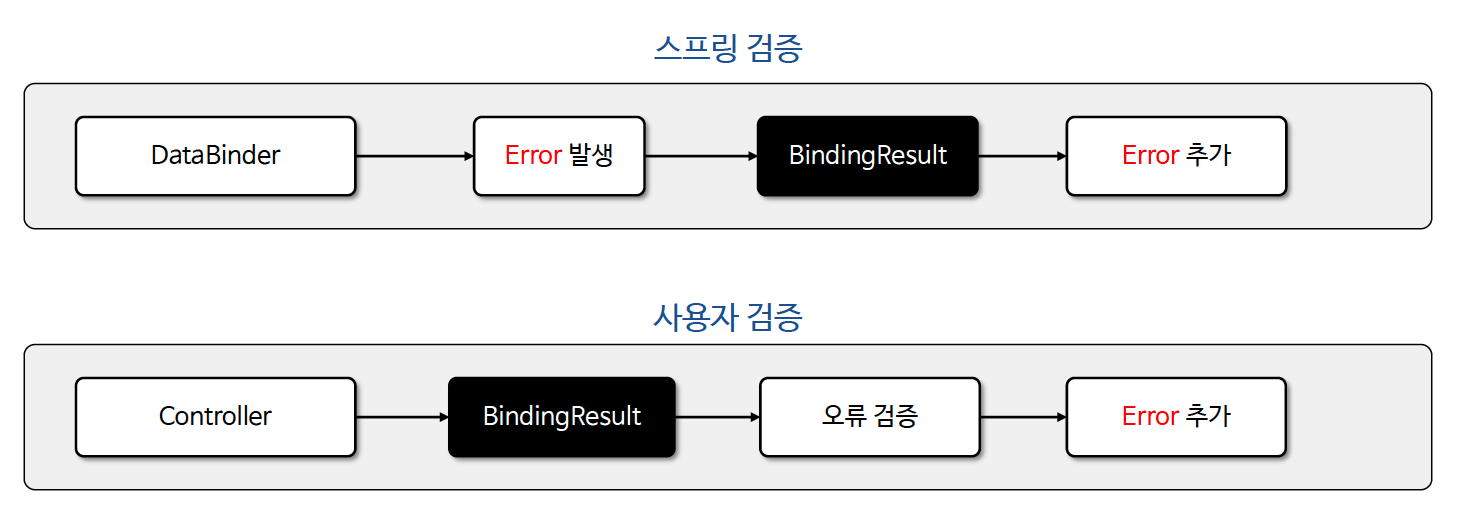 스프링 검증
DataBinder
Error 발생
BindingResult
Error 추가
사용자 검증
Controller
BindingResult
오류 검증
Error 추가